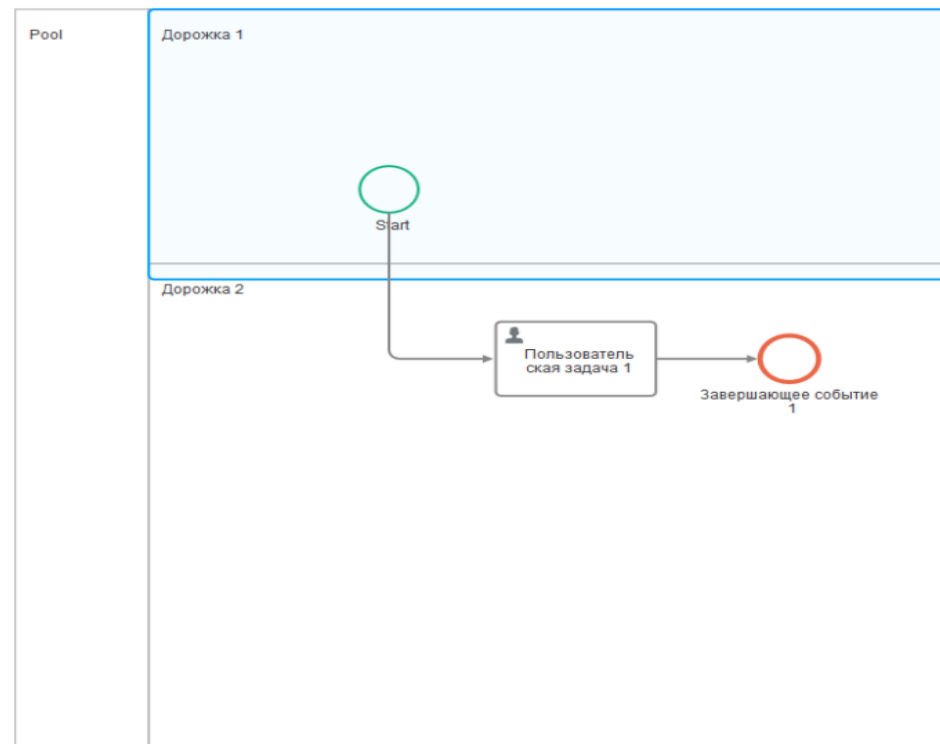 Pool
Дорожка 1
Start
Дорожка 2
Пользователь
ская задача 1
Завершающее событие
1